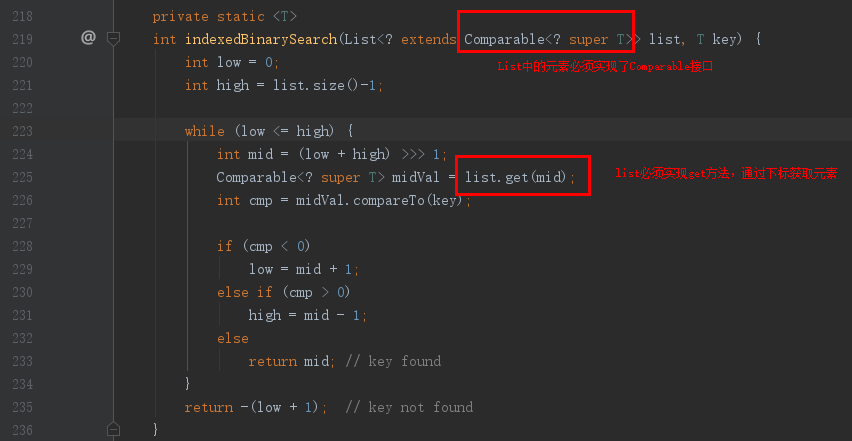 218 private static <T>
219 @ int indexedBinarySearch(List<? extends Comparable<? super T>> list, T key) {
220 int low = 0;
List中的元素必须实现了Comparable接口
221 int high = list.size()-1;
222
223 while (low <= high) {
224 int mid = (low + high) >>> 1;
225 Comparable<? super T> midVal = list.get(mid);
list必须实现get方法，通过下标获取元素
226 int cmp = midVal.compareTo(key);
227
228 if (cmp < 0)
229 low = mid + 1;
230 else if (cmp > 0)
231 high = mid - 1;
232 else
233 return mid; // key found
234 }
235 return -(low + 1);  // key not found
236 }